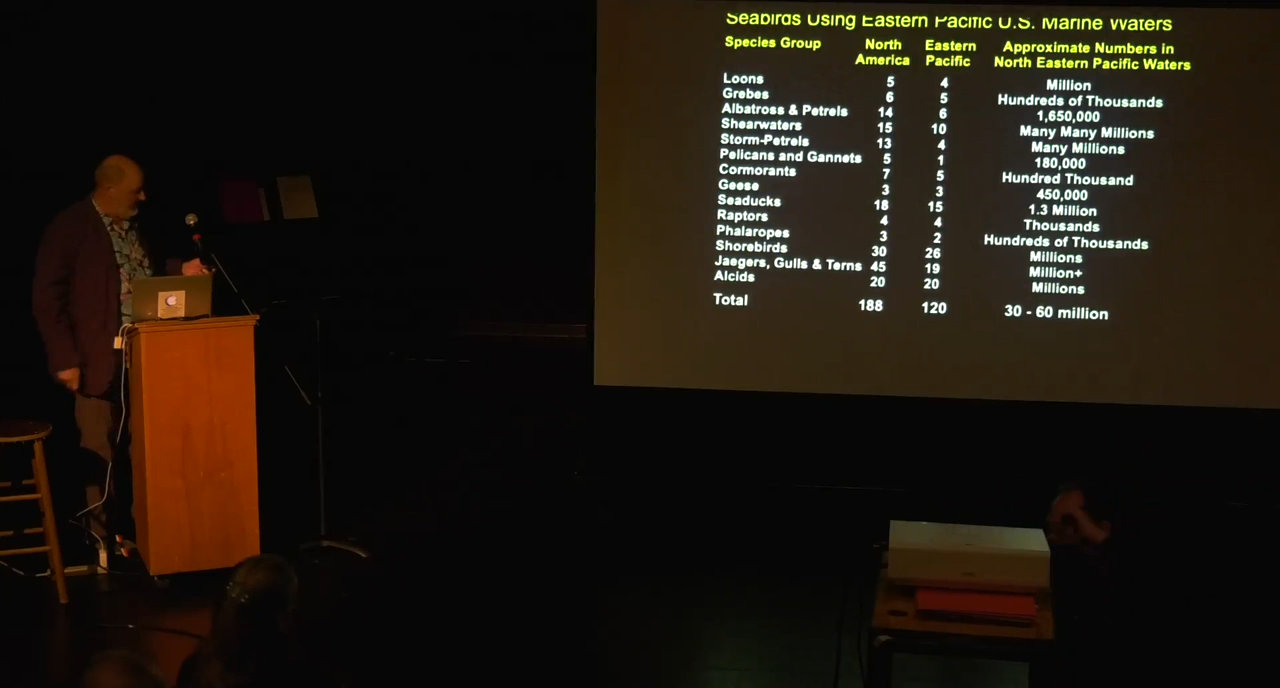 Seabirds Using Eastern Pacific U.S. Marine Waters
Species Group North America Eastern Pacific Approximate Numbers in North Eastern Pacific Waters
Loons 5 4 Million
Grebes 6 5 Hundreds of Thousands
Albatross & Petrels 14 6 1,650,000
Shearwaters 15 10 Many Many Millions
Storm-Petrels 13 4 Many Millions
Pelicans and Gannets 5 1 180,000
Cormorants 7 5 Hundred Thousand
Geese 3 3 450,000
Seaducks 18 15 1.3 Million
Raptors 4 4 Thousands
Phalaropes 3 2 Hundreds of Thousands
Shorebirds 30 26 Millions
Jaegers, Gulls & Terns 45 19 Million+
Alcids 20 20 Millions
Total 188 120 30 - 60 million